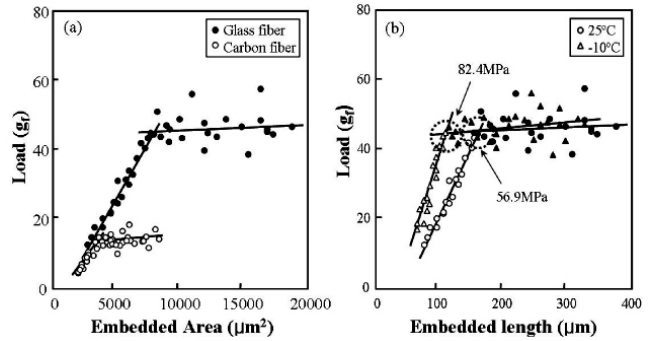 (a)
Glass fiber
Carbon fiber
Load (gf)
80
60
40
20
0
0
5000
10000
15000
20000
Embedded Area (μm²)
(b)
25°C
-10°C
82.4MPa
56.9MPa
Load (gf)
80
60
40
20
0
0
100
200
300
400
Embedded length (μm)